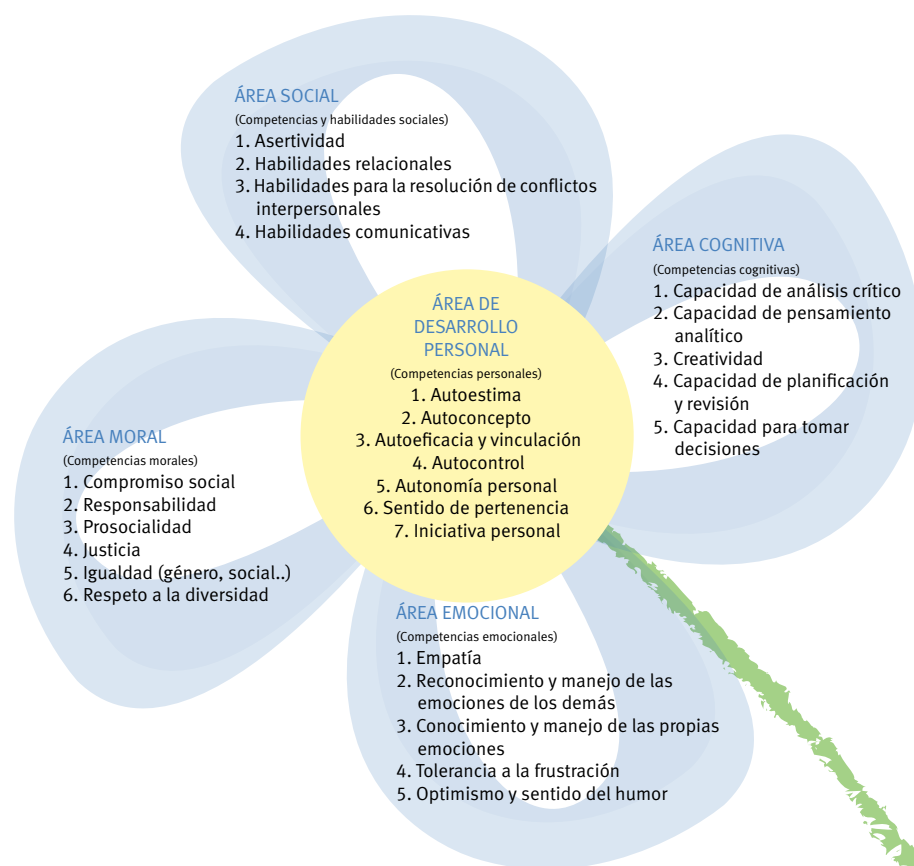 ÁREA SOCIAL
(Competencias y habilidades sociales)
1. Asertividad
2. Habilidades relacionales
3. Habilidades para la resolución de conflictos
interpersonales
4. Habilidades comunicativas
ÁREA COGNITIVA
(Competencias cognitivas)
1. Capacidad de análisis crítico
2. Capacidad de pensamiento
analítico
3. Creatividad
4. Capacidad de planificación
y revisión
5. Capacidad para tomar
decisiones
ÁREA DE
DESARROLLO
PERSONAL
(Competencias personales)
1. Autoestima
2. Autoconcepto
3. Autoeficacia y vinculación
4. Autocontrol
5. Autonomía personal
6. Sentido de pertenencia
7. Iniciativa personal
ÁREA MORAL
(Competencias morales)
1. Compromiso social
2. Responsabilidad
3. Prosocialidad
4. Justicia
5. Igualdad (género, social..)
6. Respeto a la diversidad
ÁREA EMOCIONAL
(Competencias emocionales)
1. Empatía
2. Reconocimiento y manejo de las
emociones de los demás
3. Conocimiento y manejo de las propias
emociones
4. Tolerancia a la frustración
5. Optimismo y sentido del humor